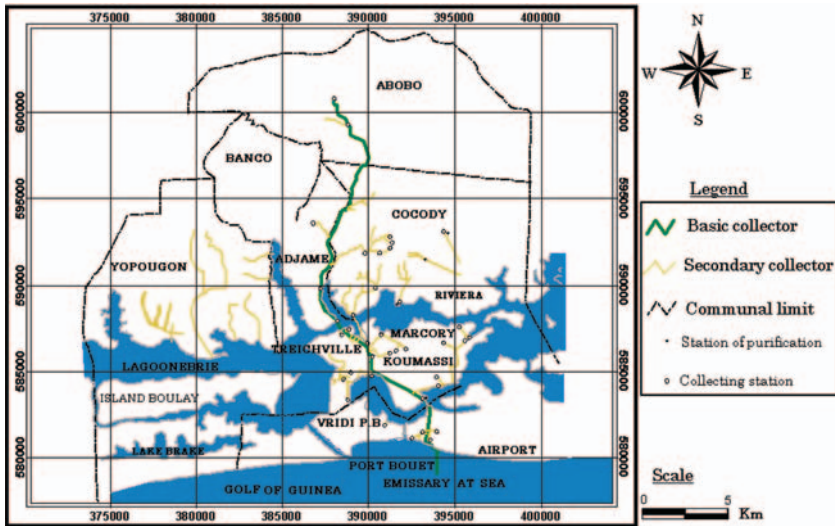 375000 380000 385000 390000 395000 400000
N
W E
S
600000 600000
595000 595000
590000 590000
585000 585000
580000 580000
ABOBO
BANCO
COCODY
YOPOUGON
ADJAME
RIVIERA
MARCORY
TREICHVILLE
KOUMASSI
LAGOONEBRIE
ISLAND BOULAY
VRIDI P.B
LAKE BRAKE
AIRPORT
PORT BOUET
GOLF OF GUINEA
EMISSARY AT SEA
375000 380000 385000 390000 395000 400000
Legend
Basic collector
Secondary collector
Communal limit
Station of purification
Collecting station
Scale
0 5 Km